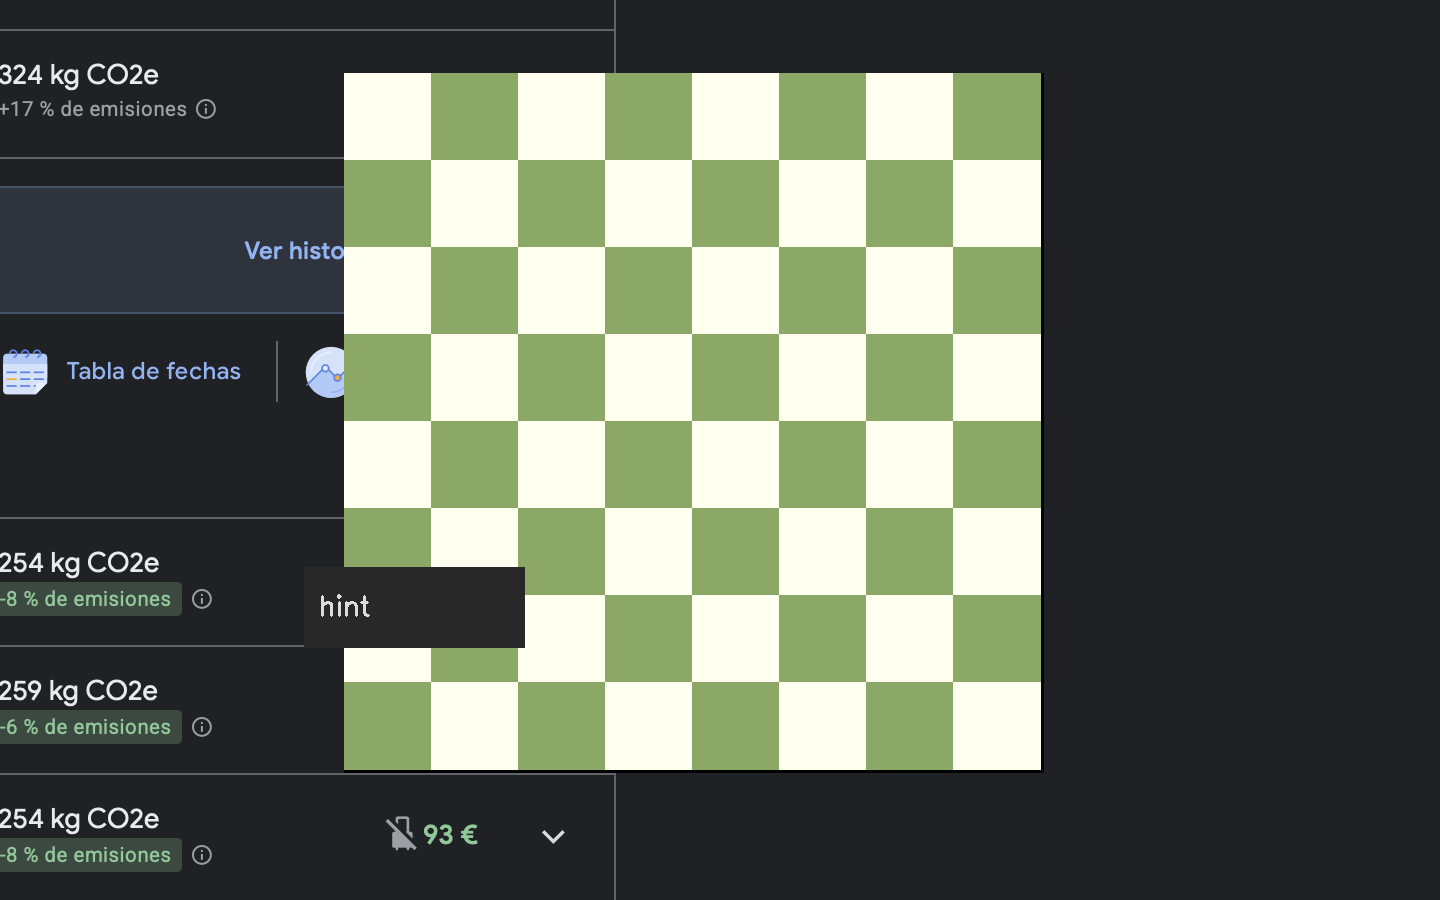 324 kg CO2e
+17 % de emisiones
Ver histo
Tabla de fechas
254 kg CO2e
-8 % de emisiones
hint
259 kg CO2e
-6 % de emisiones
254 kg CO2e
-8 % de emisiones
93 €